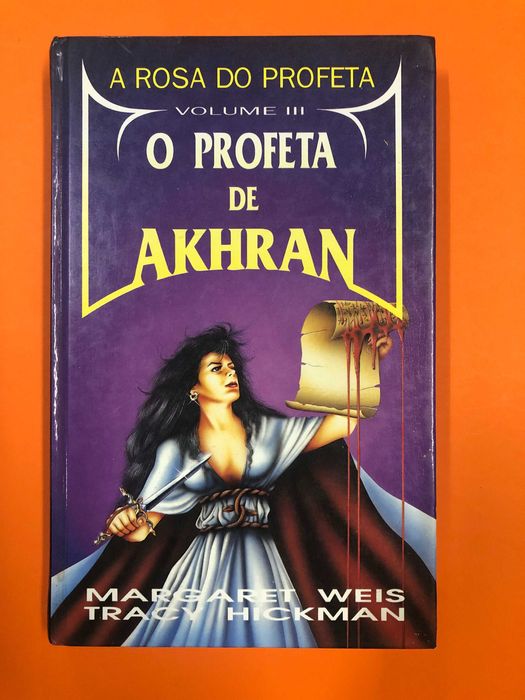 A ROSA DO PROFETA
VOLUME III
O PROFETA
DE
AKHRAN
MARGARET WEIS
TRACY HICKMAN